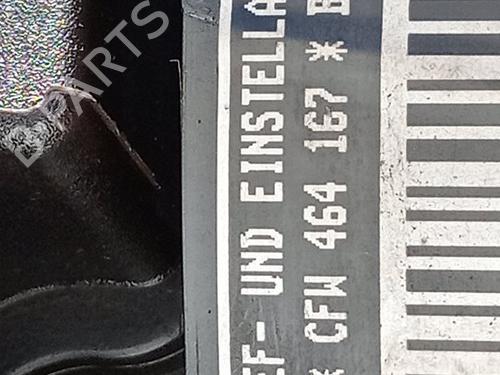 EF- UND EINSTELLA
* CFW 464 167 * B
B-PARTS